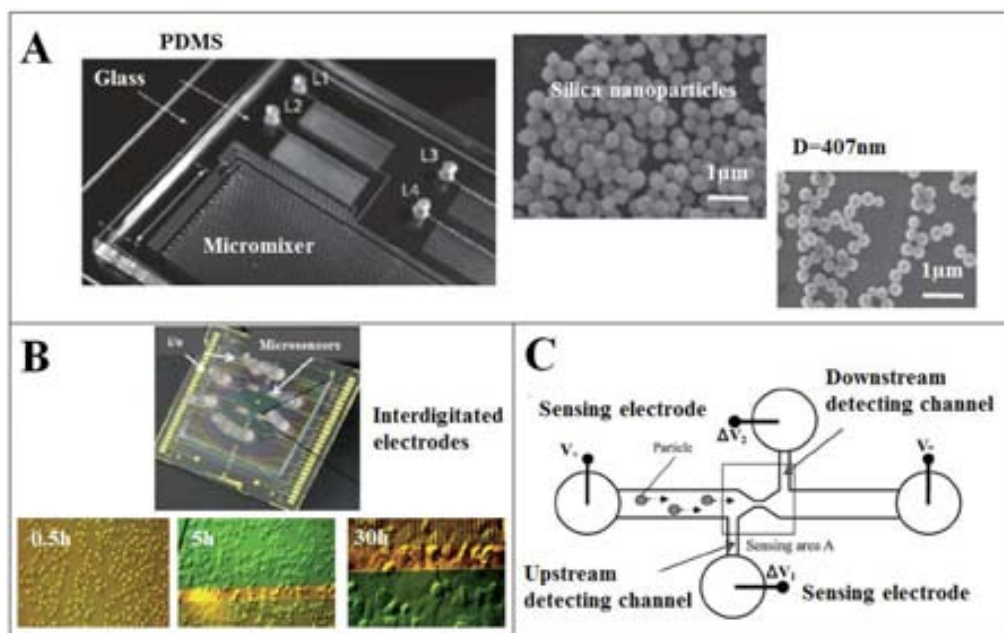 A
PDMS
Glass
L1
L2
L3
L4
Micromixer
Silica nanoparticles
1μm
D=407nm
1μm
B
i/o
Microsensors
Interdigitated
electrodes
0.5h
5h
30h
C
Downstream
detecting channel
Sensing electrode
ΔV₂
V₊
Particle
V₋
Sensing area A
Upstream
detecting channel
ΔV₁
Sensing electrode